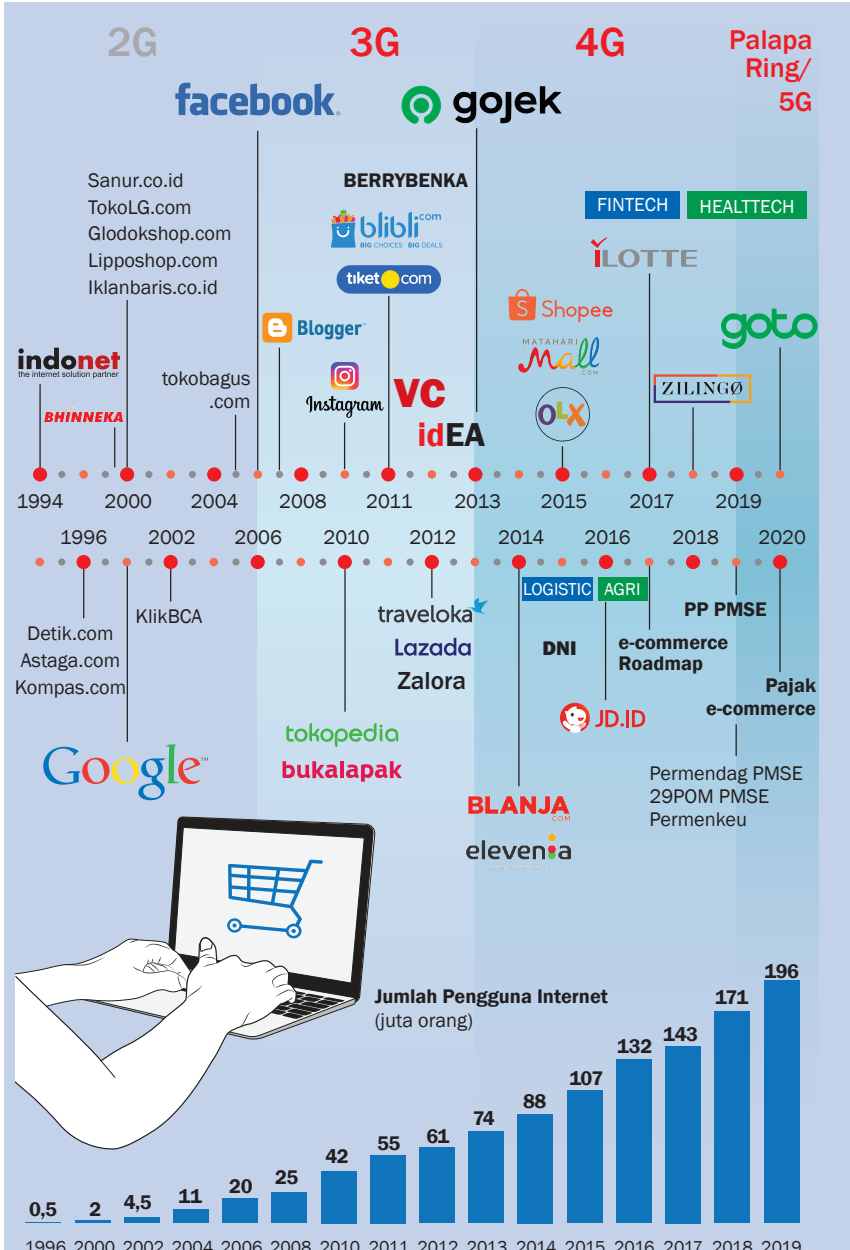 2G
3G
4G
Palapa
Ring/
5G
facebook®
gojek
Sanur.co.id
TokoLG.com
Glodokshop.com
Lipposhop.com
Iklanbaris.co.id
BERRYBENKA
blibli.com
BIG CHOICES BIG DEALS
tiket.com
FINTECH
HEALTTECH
iLOTTE
Blogger™
Shopee
MATAHARI
Mall
.COM
goto
indonet
the internet solution partner
BHINNEKA
tokobagus
.com
Instagram
VC
idEA
OLX
ZILINGØ
1994
2000
2004
2008
2011
2013
2015
2017
2019
1996
2002
2006
2010
2012
2014
2016
2018
2020
Detik.com
Astaga.com
Kompas.com
KlikBCA
Google™
traveloka
Lazada
Zalora
tokopedia
bukalapak
LOGISTIC
AGRI
DNI
e-commerce
Roadmap
PP PMSE
JD.ID
Pajak
e-commerce
BLANJA
.COM
elevenia
Permendag PMSE
29POM PMSE
Permenkeu
Jumlah Pengguna Internet
(juta orang)
0,5
2
4,5
11
20
25
42
55
61
74
88
107
132
143
171
196
1996 2000 2002 2004 2006 2008 2010 2011 2012 2013 2014 2015 2016 2017 2018 2019